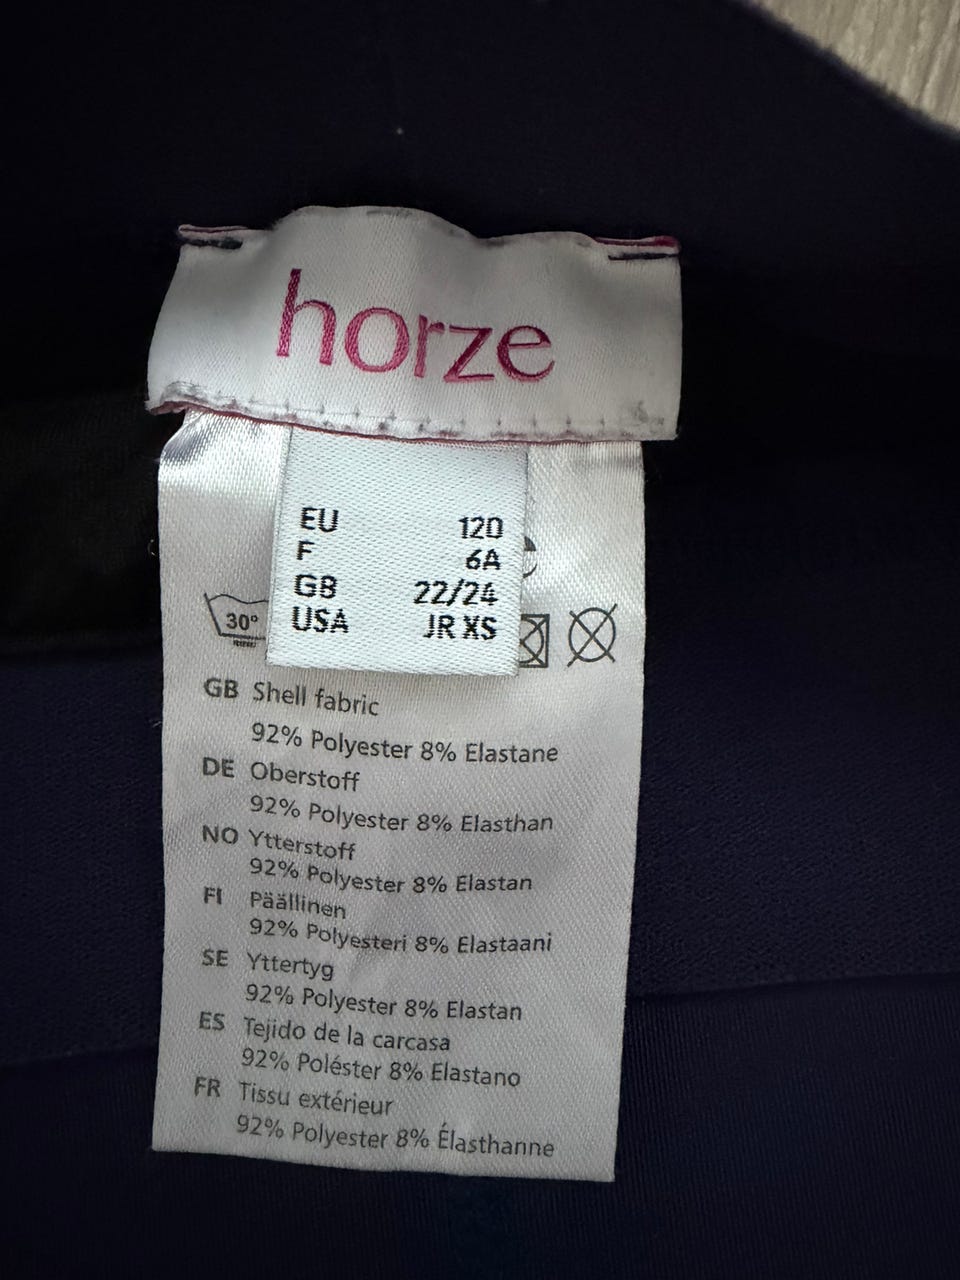 horze
EU 120
F 6A
GB 22/24
USA JR XS
30°
GB Shell fabric
92% Polyester 8% Elastane
DE Oberstoff
92% Polyester 8% Elasthan
NO Ytterstoff
92% Polyester 8% Elastan
FI Päällinen
92% Polyesteri 8% Elastaani
SE Yttertyg
92% Polyester 8% Elastan
ES Tejido de la carcasa
92% Poléster 8% Elastano
FR Tissu extérieur
92% Polyester 8% Élasthanne